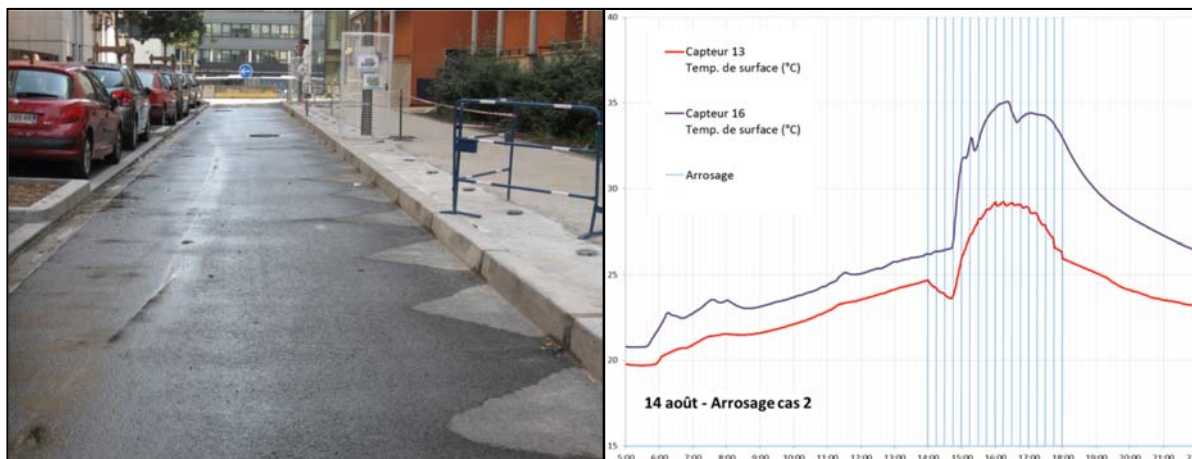 40
35
30
25
20
15
Capteur 13
Temp. de surface (°C)
Capteur 16
Temp. de surface (°C)
Arrosage
14 août - Arrosage cas 2
5:00 6:00 7:00 8:00 9:00 10:00 11:00 12:00 13:00 14:00 15:00 16:00 17:00 18:00 19:00 20:00 21:00